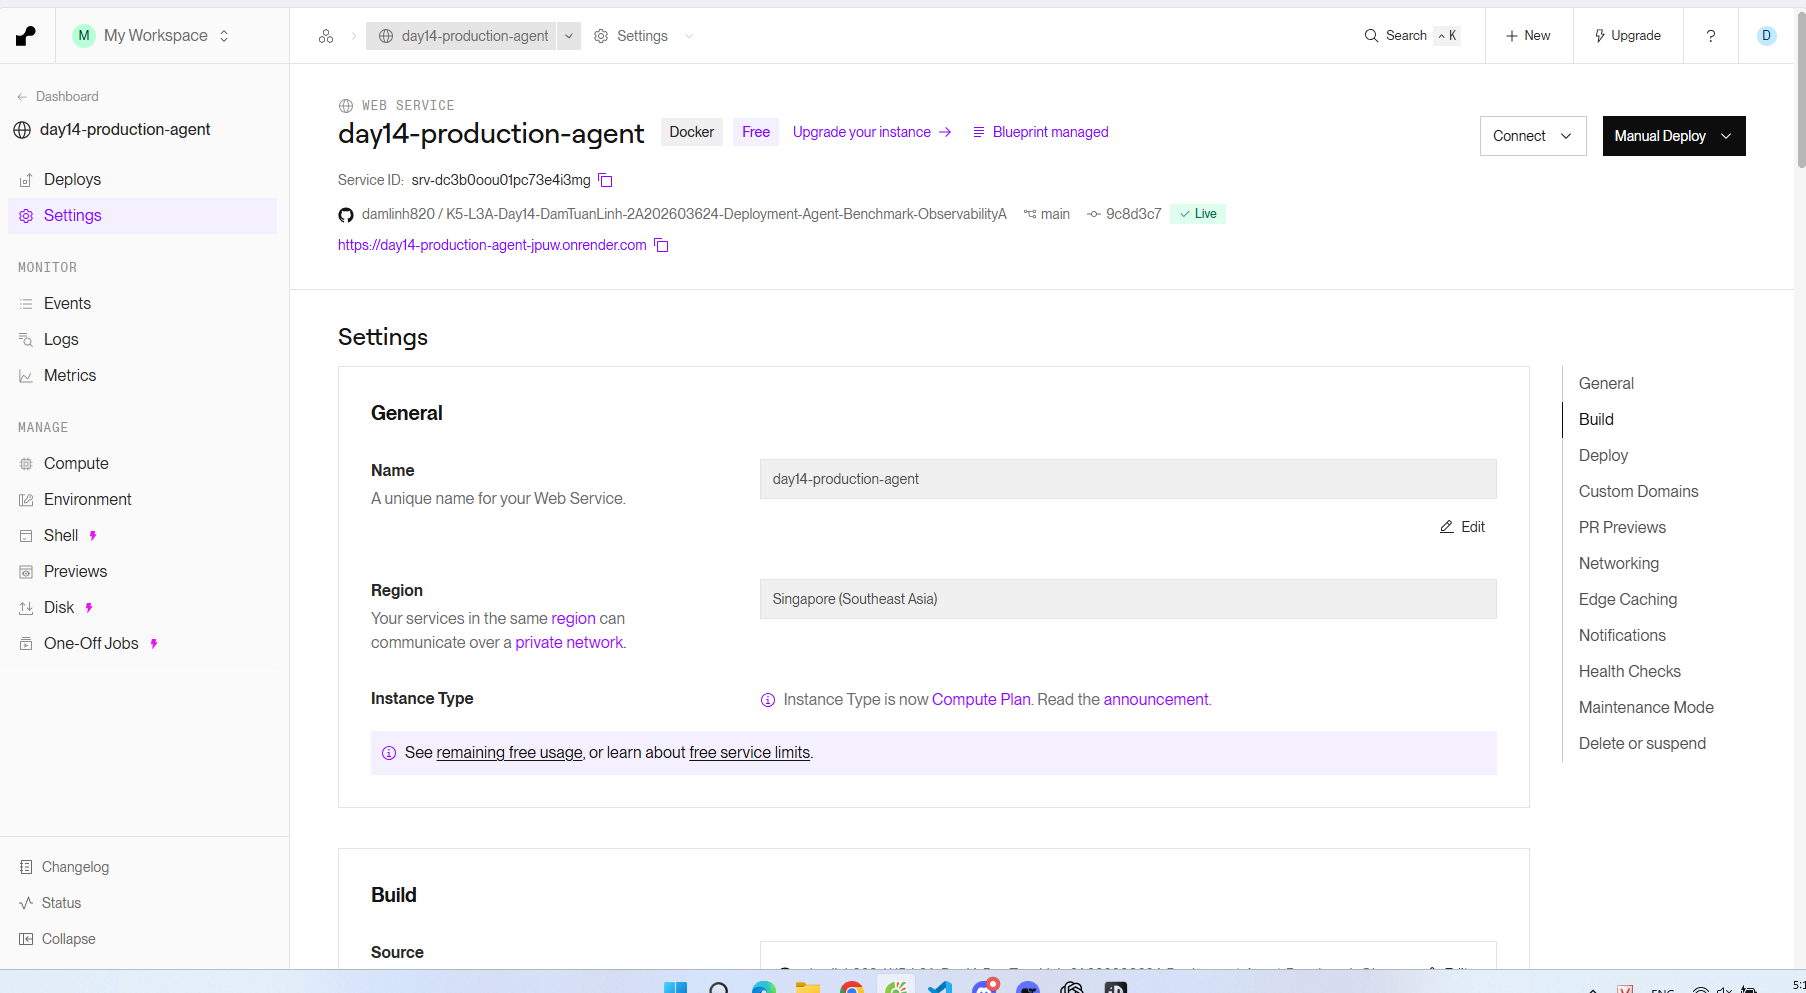 M My Workspace
day14-production-agent
Settings
Search ^ K
+ New
Upgrade
?
D
← Dashboard
day14-production-agent
Deploys
Settings
MONITOR
Events
Logs
Metrics
MANAGE
Compute
Environment
Shell
Previews
Disk
One-Off Jobs
Changelog
Status
Collapse
WEB SERVICE
day14-production-agent Docker Free Upgrade your instance → Blueprint managed
Connect
Manual Deploy
Service ID: srv-dc3b0oou01pc73e4i3mg
damlinh820 / K5-L3A-Day14-DamTuanLinh-2A202603624-Deployment-Agent-Benchmark-ObservabilityA main 9c8d3c7 ✓ Live
https://day14-production-agent-jpuw.onrender.com
Settings
General
Name
A unique name for your Web Service.
day14-production-agent
Edit
Region
Your services in the same region can
communicate over a private network.
Singapore (Southeast Asia)
Instance Type
Instance Type is now Compute Plan. Read the announcement.
See remaining free usage, or learn about free service limits.
Build
Source
General
Build
Deploy
Custom Domains
PR Previews
Networking
Edge Caching
Notifications
Health Checks
Maintenance Mode
Delete or suspend